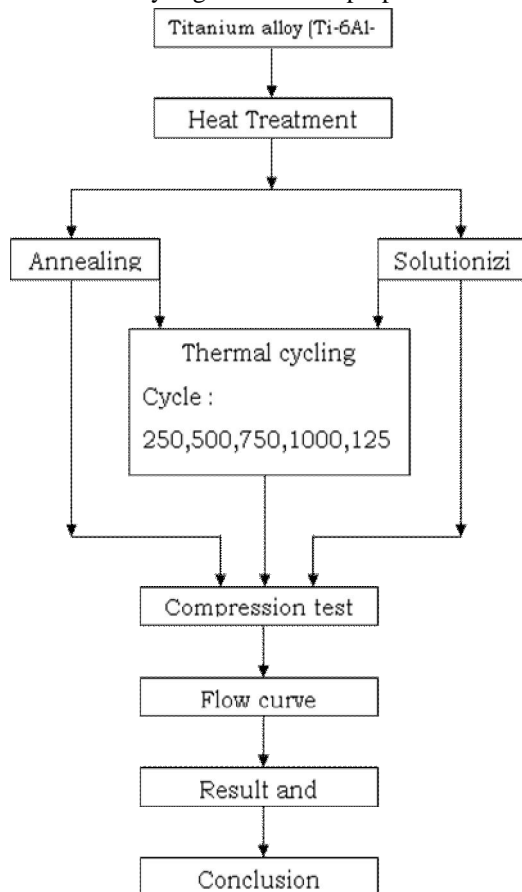 Titanium alloy (Ti-6Al-
Heat Treatment
Annealing
Solutionizi
Thermal cycling
Cycle :
250,500,750,1000,125
Compression test
Flow curve
Result and
Conclusion